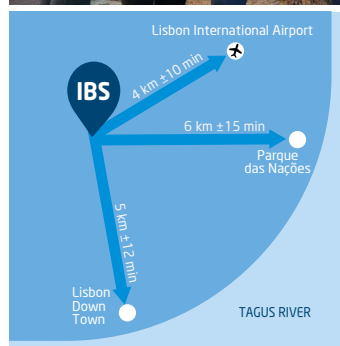 Lisbon International Airport
IBS
4 km ±10 min
6 km ±15 min
Parque
das Nações
5 km ±12 min
Lisbon
Down
Town
TAGUS RIVER